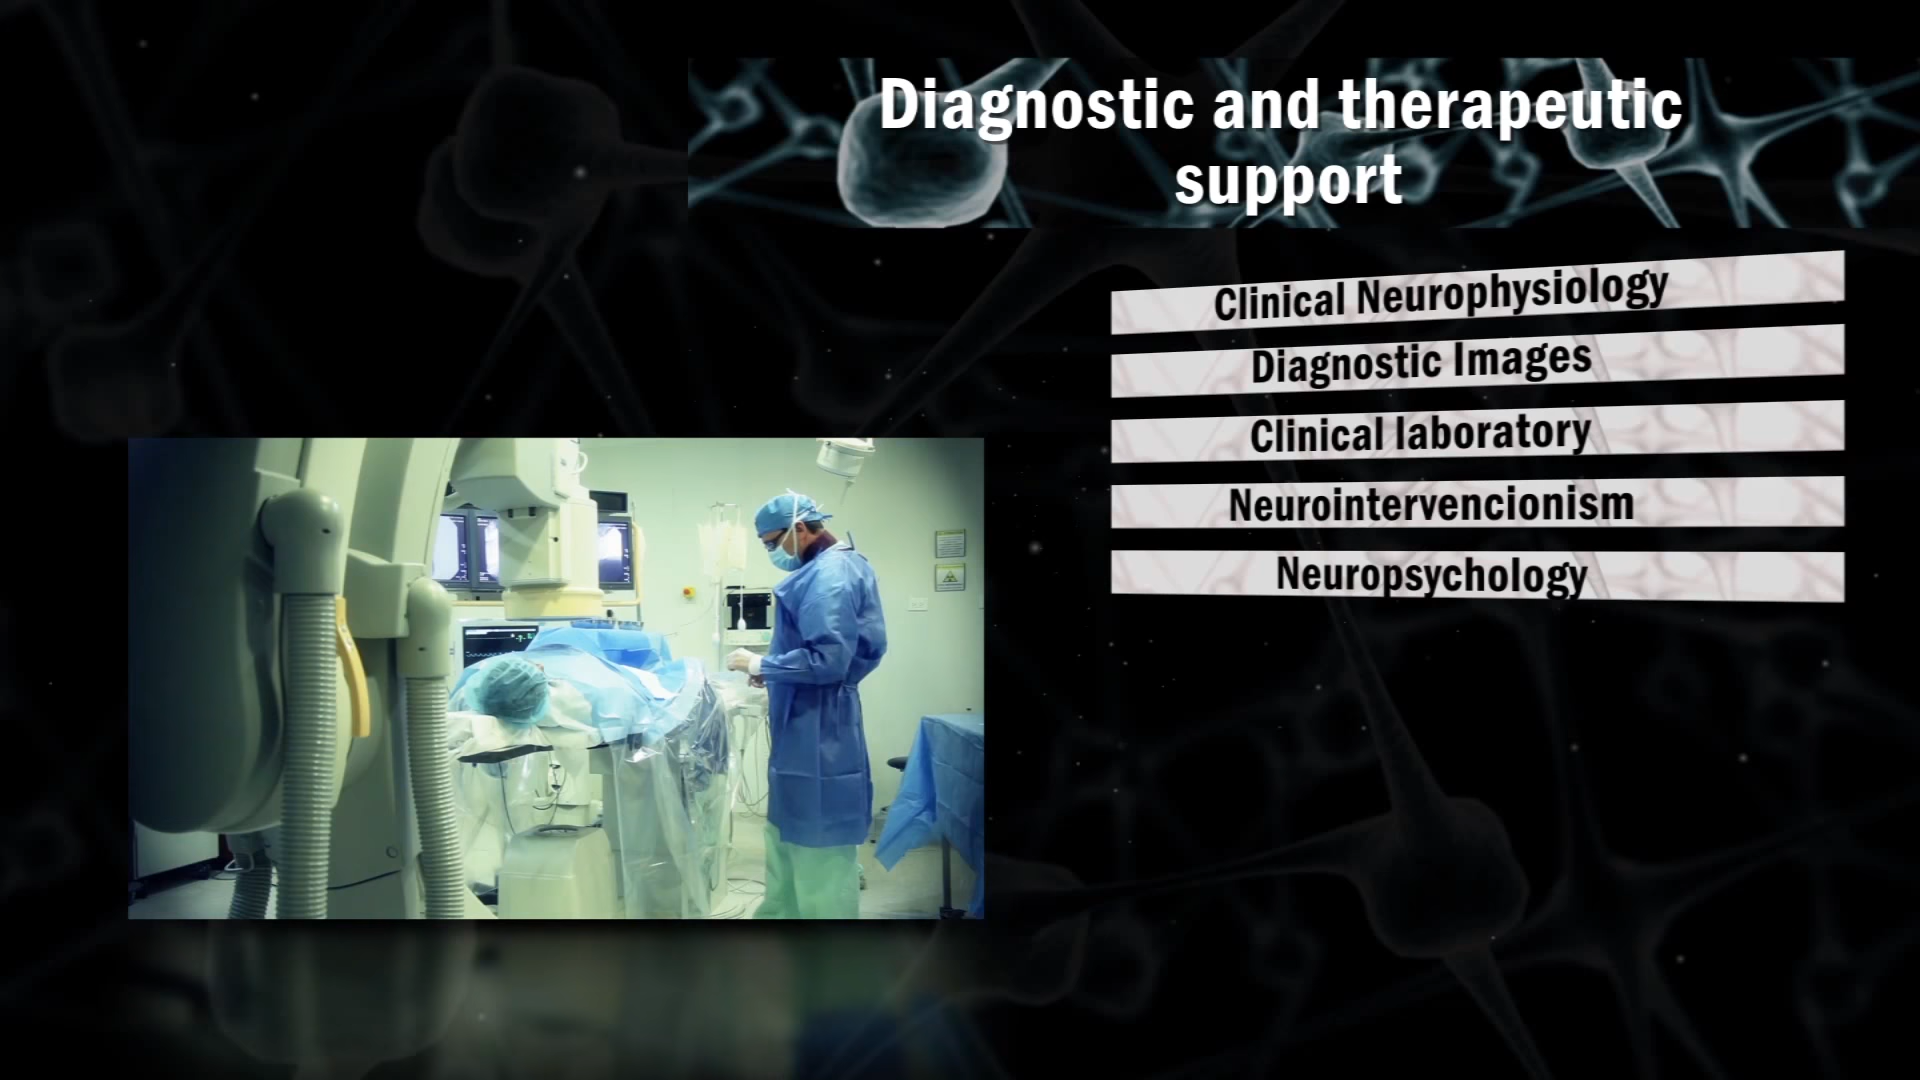 Diagnostic and therapeutic
support
Clinical Neurophysiology
Diagnostic Images
Clinical laboratory
Neurointervencionism
Neuropsychology